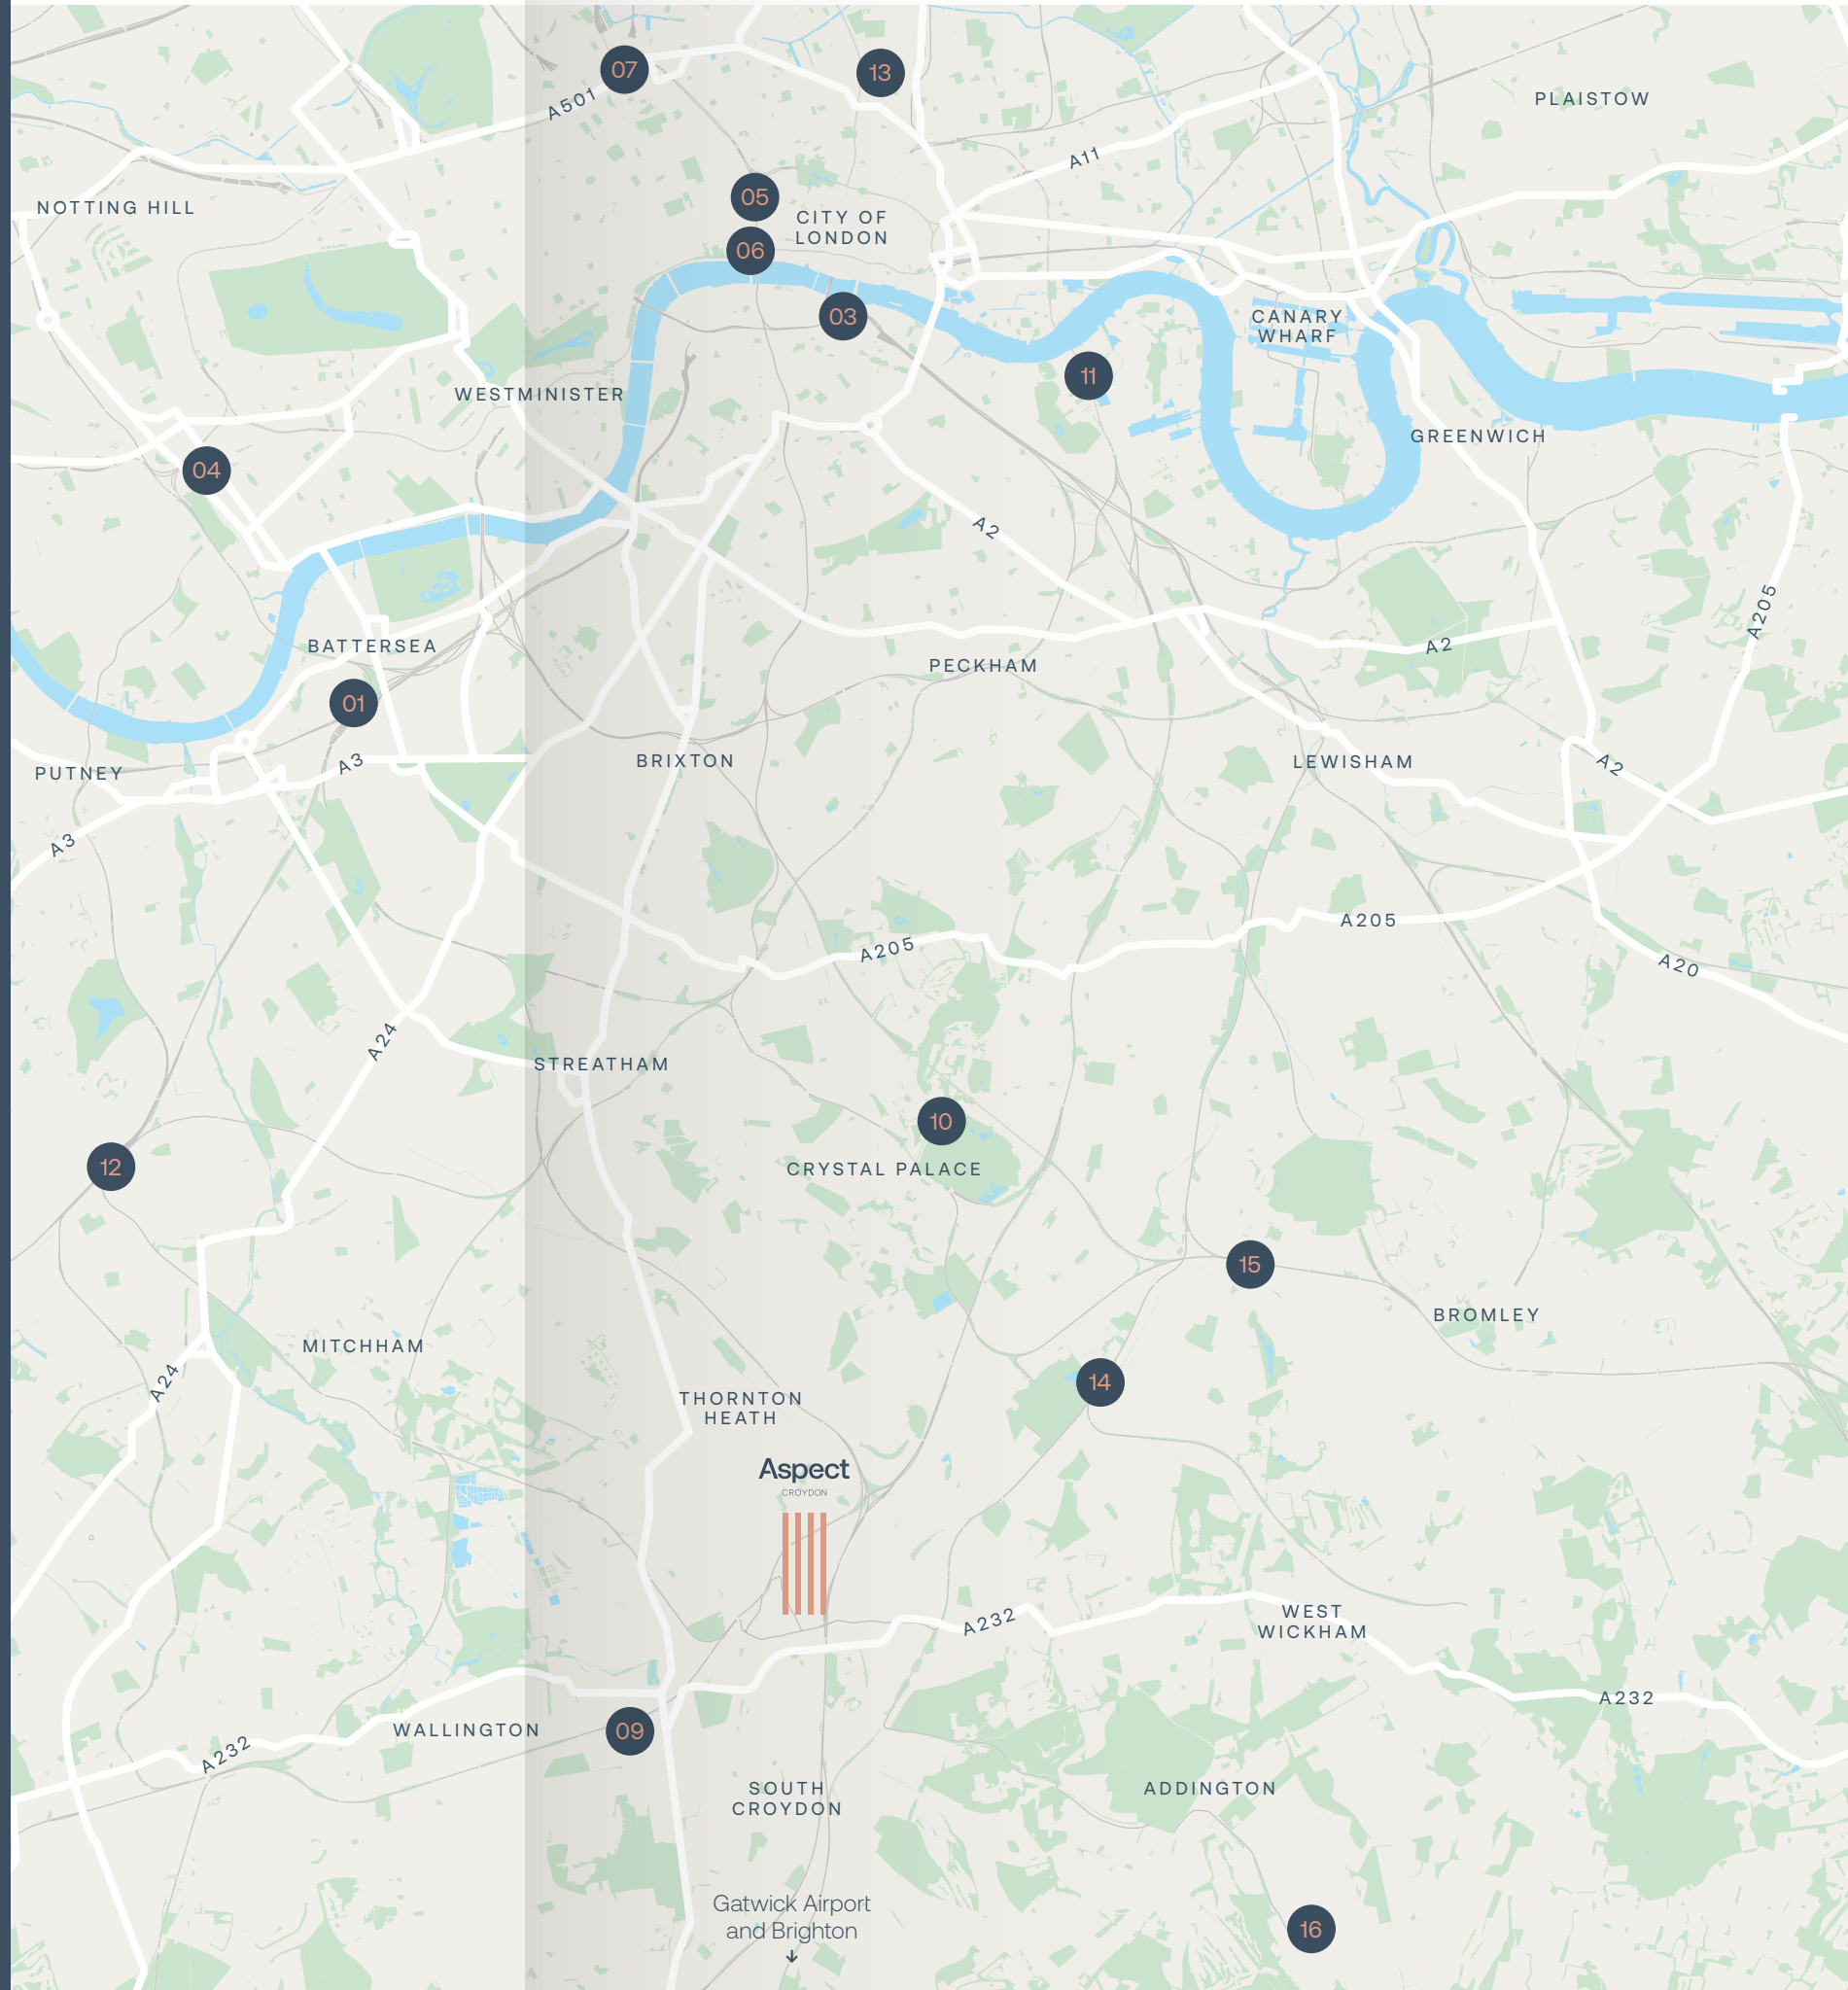 07
13
PLAISTOW
A501
A11
05
NOTTING HILL
CITY OF
LONDON
06
03
CANARY
WHARF
11
WESTMINISTER
GREENWICH
04
A2
A205
BATTERSEA
A2
PECKHAM
01
BRIXTON
LEWISHAM
A3
A2
PUTNEY
A3
A205
A205
A20
A24
STREATHAM
10
12
CRYSTAL PALACE
15
BROMLEY
MITCHHAM
A24
14
THORNTON
HEATH
Aspect
CROYDON
A232
WEST
WICKHAM
A232
WALLINGTON
09
A232
SOUTH
CROYDON
ADDINGTON
Gatwick Airport
and Brighton
16